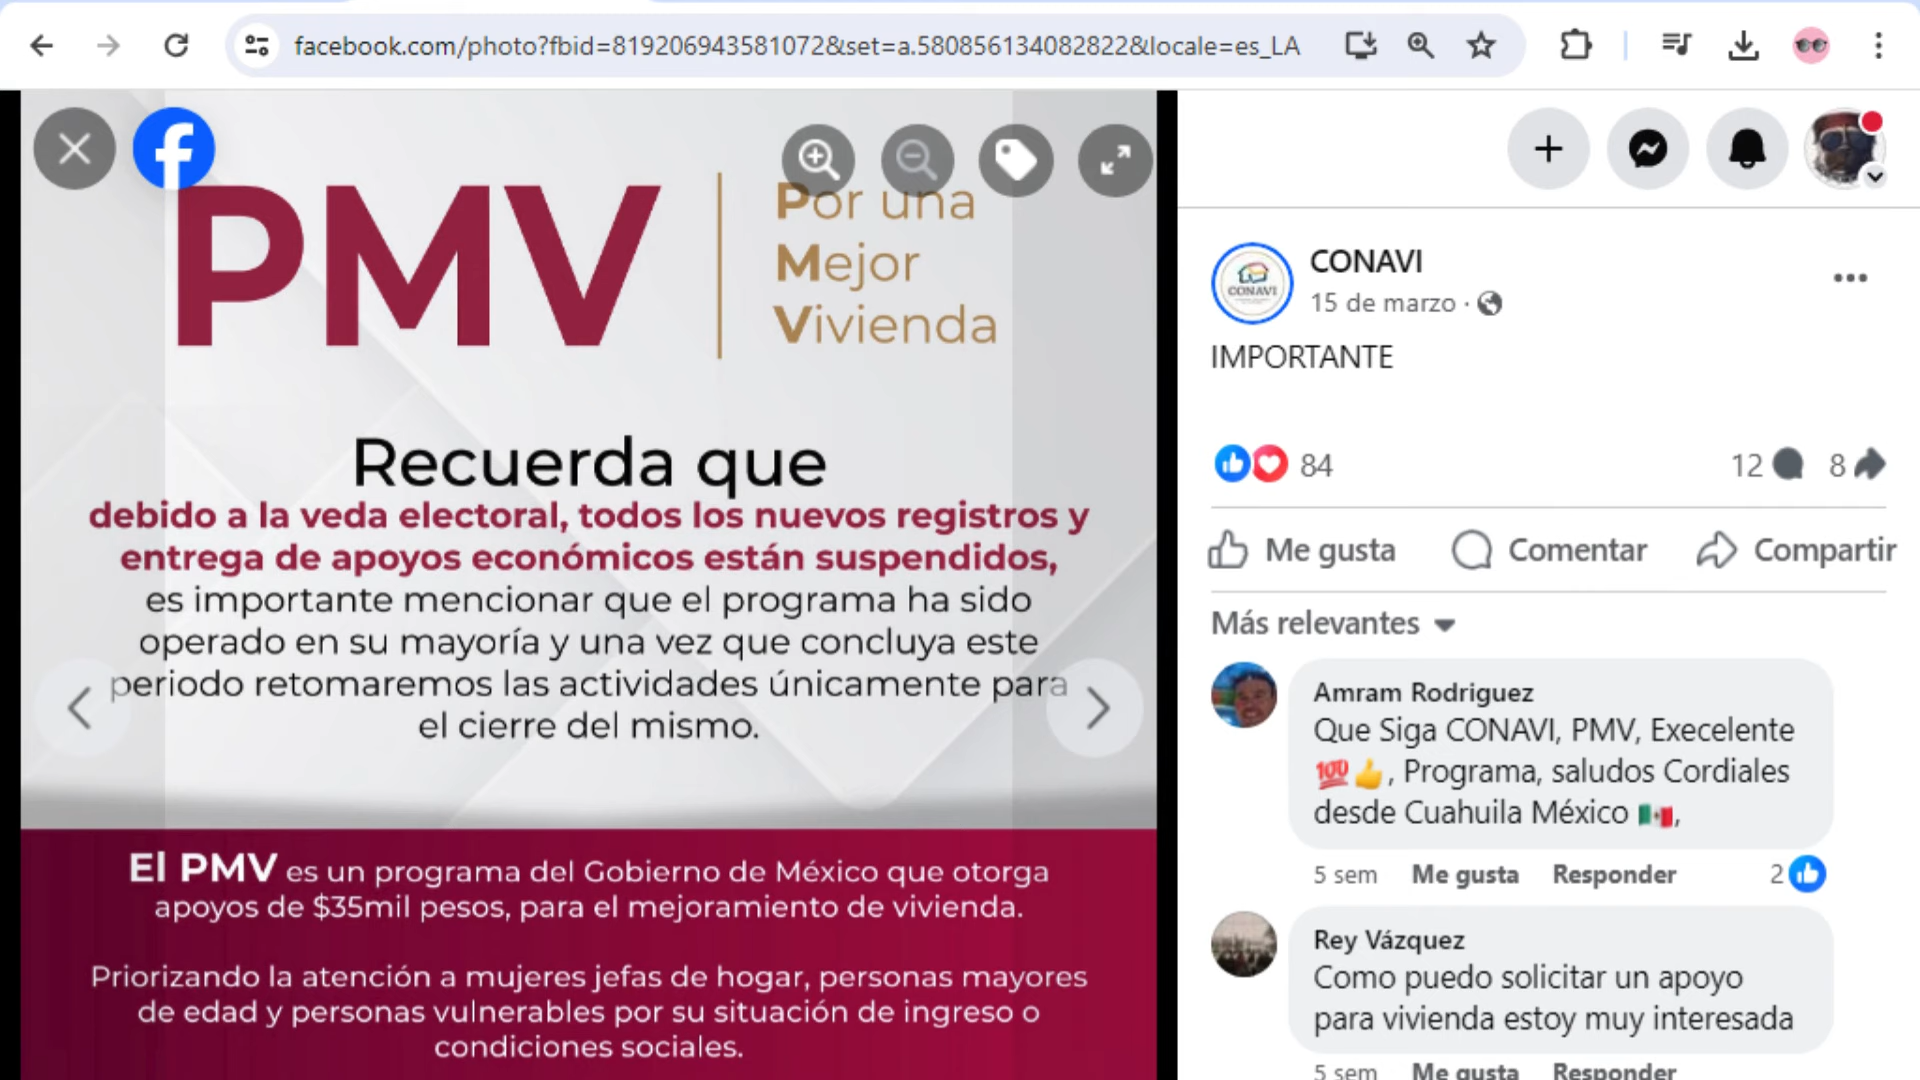 facebook.com/photo?fbid=819206943581072&set=a.580856134082822&locale=es_LA
PMV
Por una
Mejor
Vivienda
Recuerda que
debido a la veda electoral, todos los nuevos registros y
entrega de apoyos económicos están suspendidos,
es importante mencionar que el programa ha sido
operado en su mayoría y una vez que concluya este
periodo retomaremos las actividades únicamente para
el cierre del mismo.
El PMV es un programa del Gobierno de México que otorga
apoyos de $35mil pesos, para el mejoramiento de vivienda.
Priorizando la atención a mujeres jefas de hogar, personas mayores
de edad y personas vulnerables por su situación de ingreso o
condiciones sociales.
CONAVI
CONAVI
15 de marzo ·
IMPORTANTE
84
12
8
Me gusta
Comentar
Compartir
Más relevantes
Amram Rodriguez
Que Siga CONAVI, PMV, Execelente
💯👍, Programa, saludos Cordiales
desde Cuahuila México 🇲🇽,
5 sem Me gusta Responder 2
Rey Vázquez
Como puedo solicitar un apoyo
para vivienda estoy muy interesada
5 sem Me gusta Responder